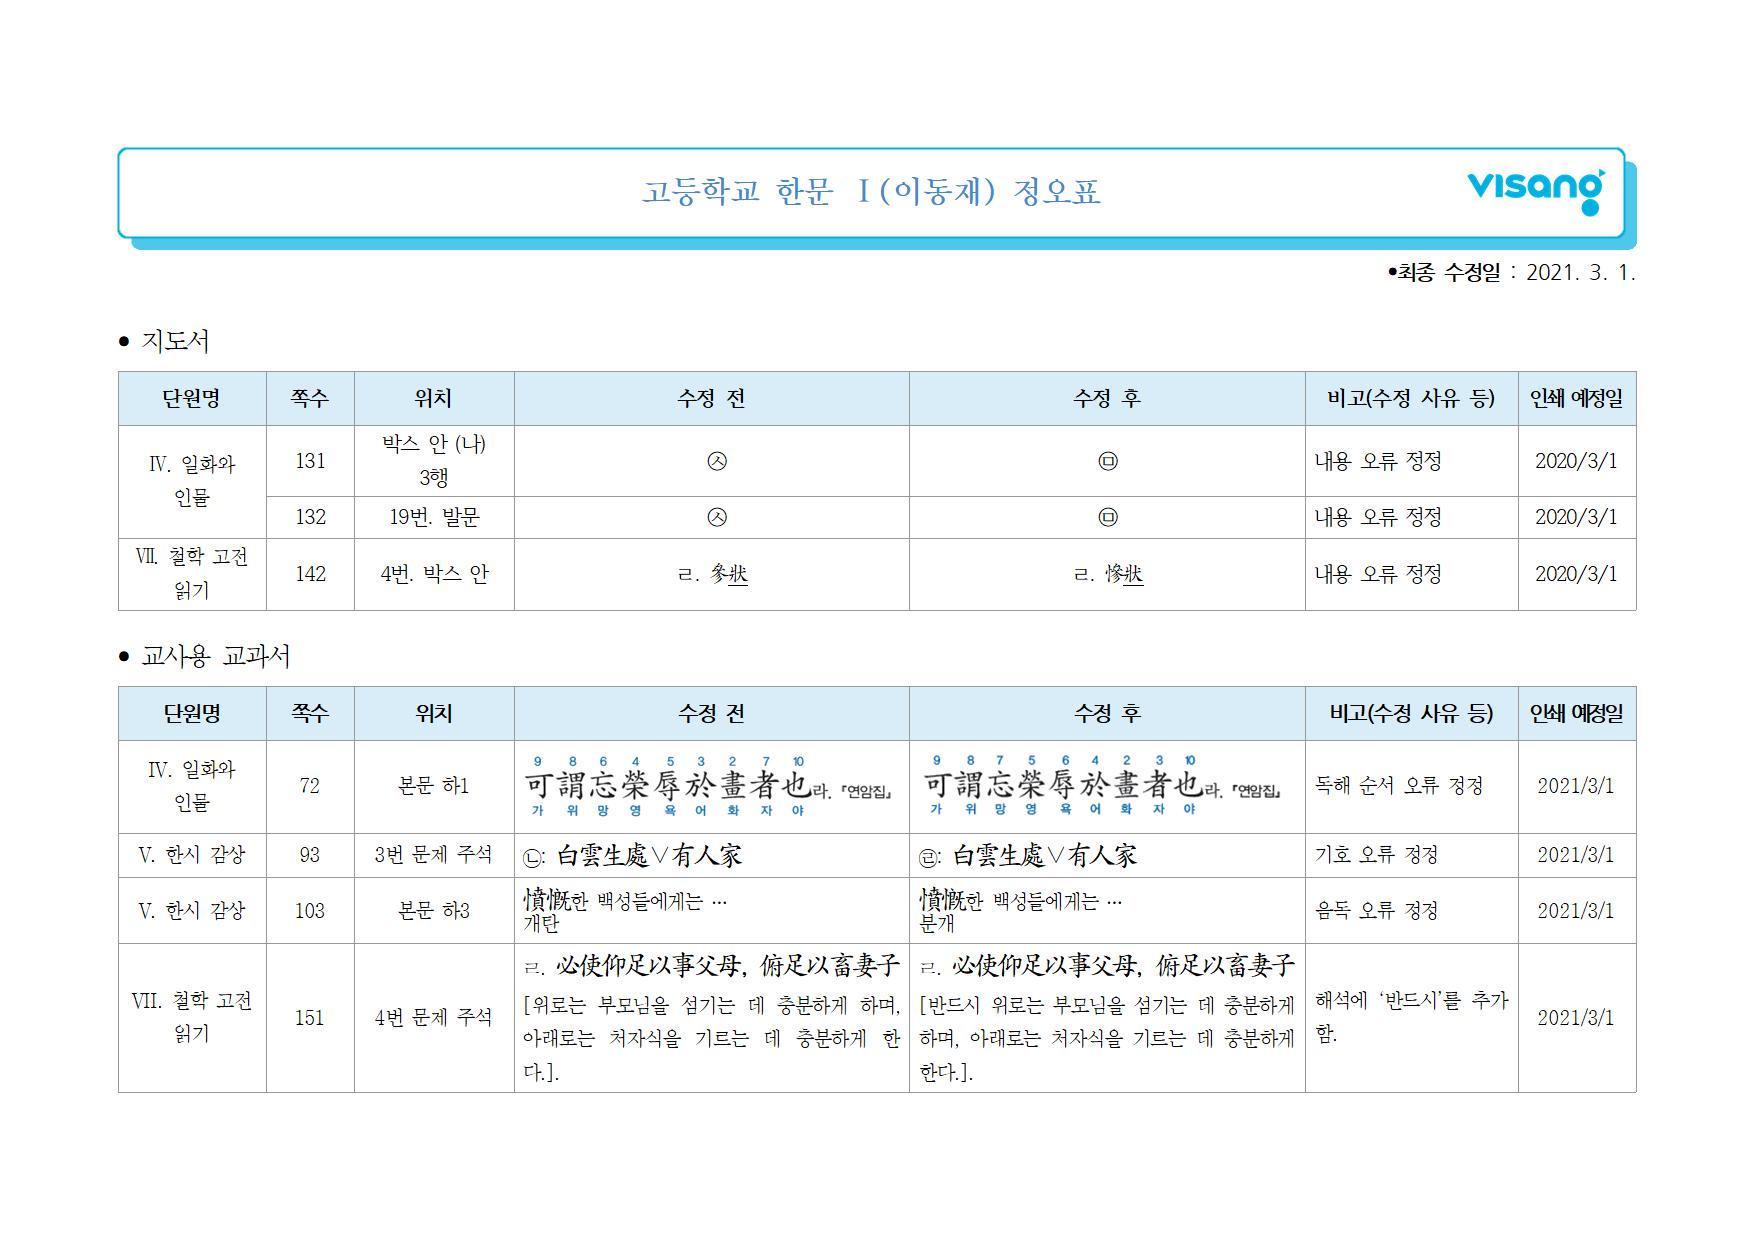 고등학교 한문 Ⅰ(이동재) 정오표
visang
•최종 수정일 : 2021. 3. 1.
• 지도서
단원명 쪽수 위치 수정 전 수정 후 비고(수정 사유 등) 인쇄 예정일
Ⅳ. 일화와
인물
131
박스 안 (나)
3행
㉦ ㉤ 내용 오류 정정 2020/3/1
132 19번. 발문 ㉦ ㉤ 내용 오류 정정 2020/3/1
Ⅶ. 철학 고전
읽기
142 4번. 박스 안 ㄹ. 參狀 ㄹ. 慘狀 내용 오류 정정 2020/3/1
• 교사용 교과서
단원명 쪽수 위치 수정 전 수정 후 비고(수정 사유 등) 인쇄 예정일
Ⅳ. 일화와
인물
72 본문 하1
9 8 6 4 5 3 2 7 10
可謂忘榮辱於畫者也라. 『연암집』
가 위 망 영 욕 어 화 자 야
9 8 7 5 6 4 2 3 10
可謂忘榮辱於畫者也라. 『연암집』
가 위 망 영 욕 어 화 자 야
독해 순서 오류 정정 2021/3/1
Ⅴ. 한시 감상 93 3번 문제 주석 ㉡: 白雲生處∨有人家 ㉣: 白雲生處∨有人家 기호 오류 정정 2021/3/1
Ⅴ. 한시 감상 103 본문 하3
憤慨한 백성들에게는 …
개탄
憤慨한 백성들에게는 …
분개
음독 오류 정정 2021/3/1
Ⅶ. 철학 고전
읽기
151 4번 문제 주석
ㄹ. 必使仰足以事父母, 俯足以畜妻子
[위로는 부모님을 섬기는 데 충분하게 하며,
아래로는 처자식을 기르는 데 충분하게 한
다.].
ㄹ. 必使仰足以事父母, 俯足以畜妻子
[반드시 위로는 부모님을 섬기는 데 충분하게
하며, 아래로는 처자식을 기르는 데 충분하게
한다.].
해석에 ‘반드시’를 추가
함.
2021/3/1